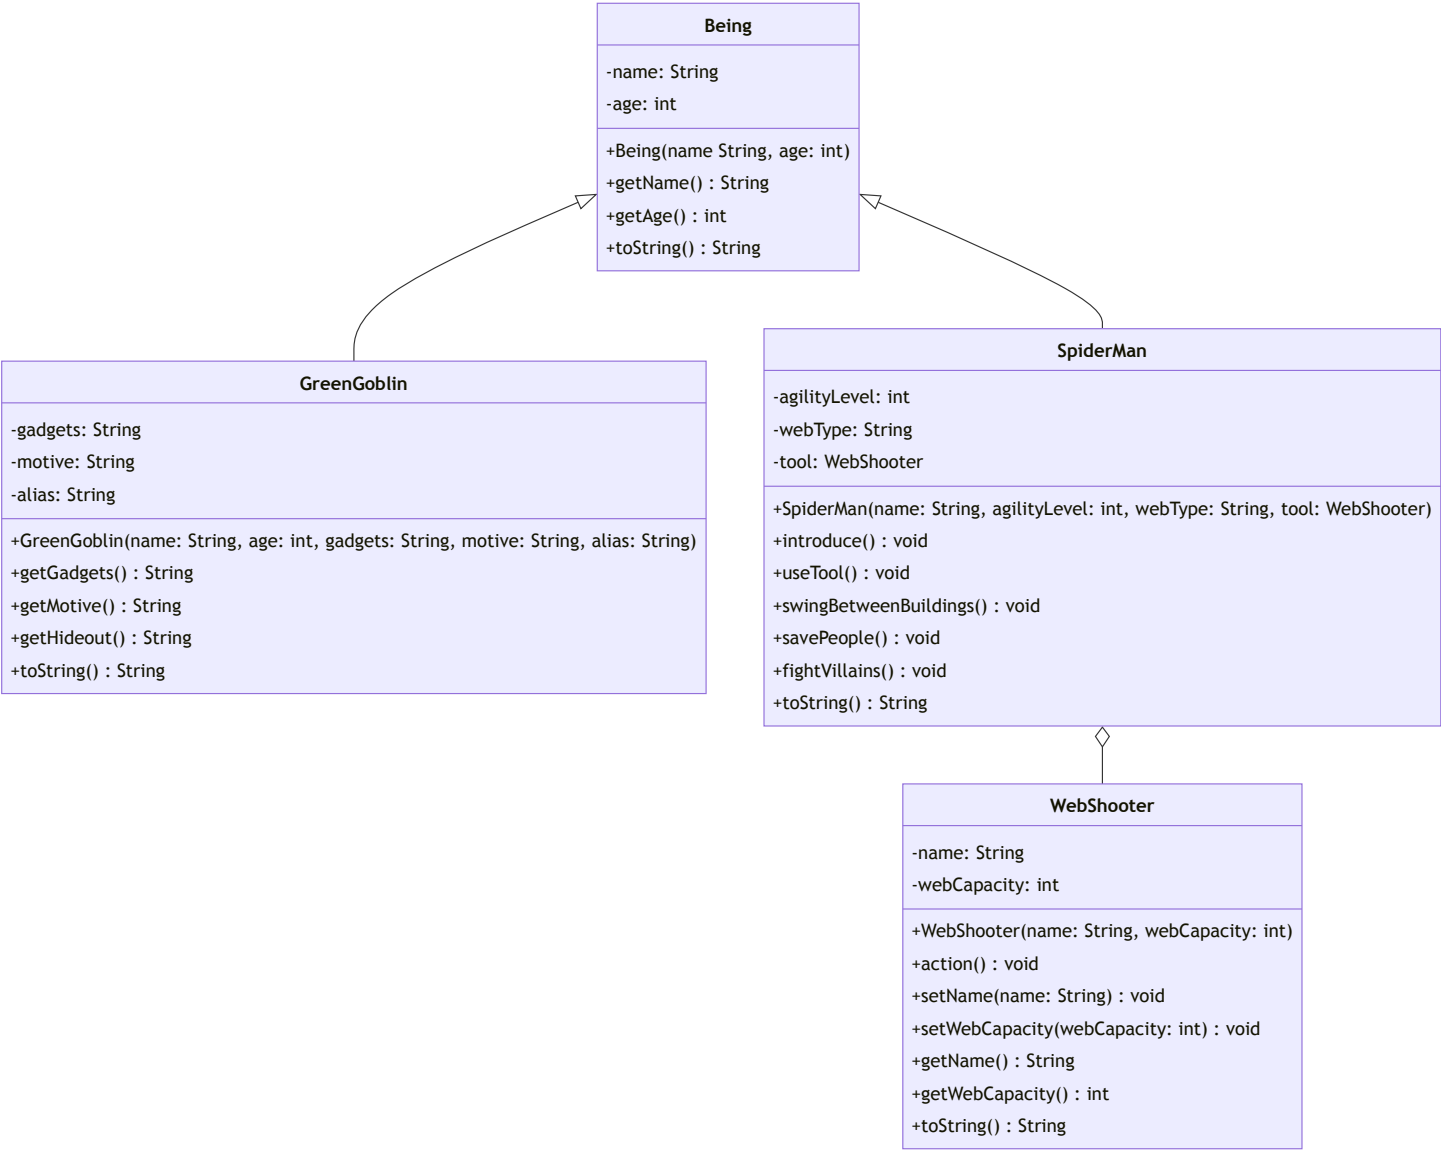 Being
-name: String
-age: int
+Being(name String, age: int)
+getName() : String
+getAge() : int
+toString() : String
GreenGoblin
-gadgets: String
-motive: String
-alias: String
+GreenGoblin(name: String, age: int, gadgets: String, motive: String, alias: String)
+getGadgets() : String
+getMotive() : String
+getHideout() : String
+toString() : String
SpiderMan
-agilityLevel: int
-webType: String
-tool: WebShooter
+SpiderMan(name: String, agilityLevel: int, webType: String, tool: WebShooter)
+introduce() : void
+useTool() : void
+swingBetweenBuildings() : void
+savePeople() : void
+fightVillains() : void
+toString() : String
WebShooter
-name: String
-webCapacity: int
+WebShooter(name: String, webCapacity: int)
+action() : void
+setName(name: String) : void
+setWebCapacity(webCapacity: int) : void
+getName() : String
+getWebCapacity() : int
+toString() : String